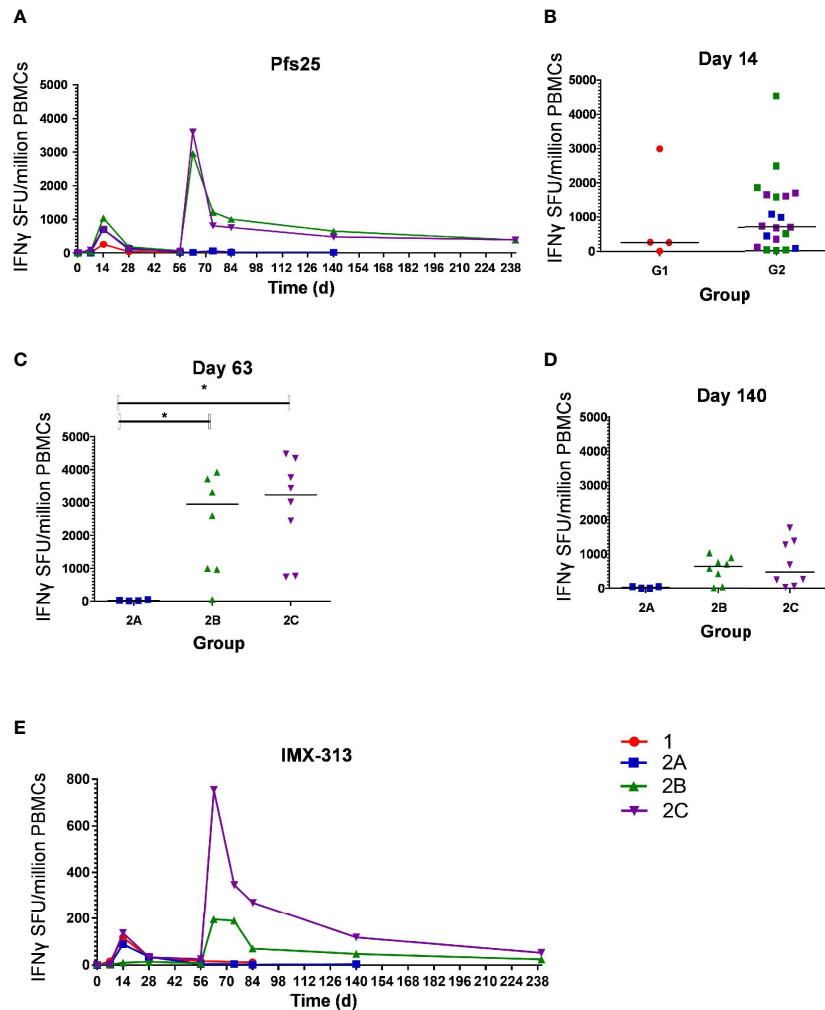 A
Pfs25
IFNγ SFU/million PBMCs
5000
4000
3000
2000
1000
0
0 14 28 42 56 70 84 98 112 126 140 154 168 182 196 210 224 238
Time (d)
B
Day 14
IFNγ SFU/million PBMCs
5000
4000
3000
2000
1000
0
G1 G2
Group
C
Day 63
*
*
IFNγ SFU/million PBMCs
5000
4000
3000
2000
1000
0
2A 2B 2C
Group
D
Day 140
IFNγ SFU/million PBMCs
5000
4000
3000
2000
1000
0
2A 2B 2C
Group
E
IMX-313
IFNγ SFU/million PBMCs
800
600
400
200
0
0 14 28 42 56 70 84 98 112 126 140 154 168 182 196 210 224 238
Time (d)
1
2A
2B
2C